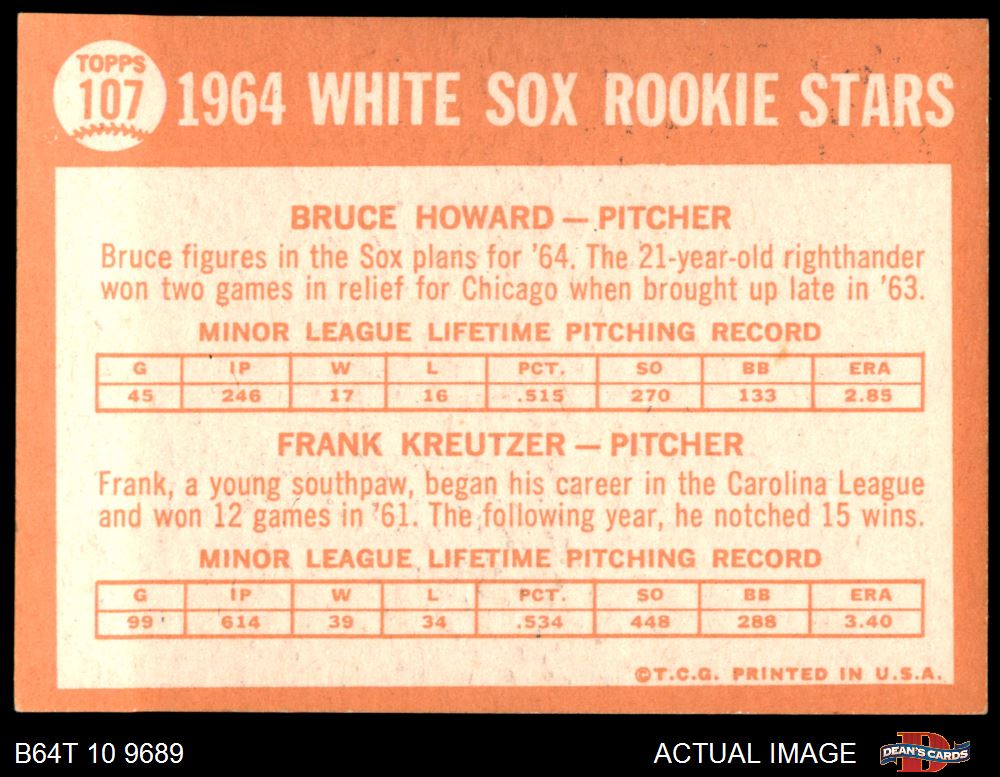 TOPPS
107
1964 WHITE SOX ROOKIE STARS
BRUCE HOWARD — PITCHER
Bruce figures in the Sox plans for '64. The 21-year-old righthander
won two games in relief for Chicago when brought up late in '63.
MINOR LEAGUE LIFETIME PITCHING RECORD
G IP W L PCT. SO BB ERA
45 246 17 16 .515 270 133 2.85
FRANK KREUTZER — PITCHER
Frank, a young southpaw, began his career in the Carolina League
and won 12 games in '61. The following year, he notched 15 wins.
MINOR LEAGUE LIFETIME PITCHING RECORD
G IP W L PCT. SO BB ERA
99 614 39 34 .534 448 288 3.40
©T.C.G. PRINTED IN U.S.A.
B64T 10 9689
ACTUAL IMAGE
D
DEAN'S CARDS